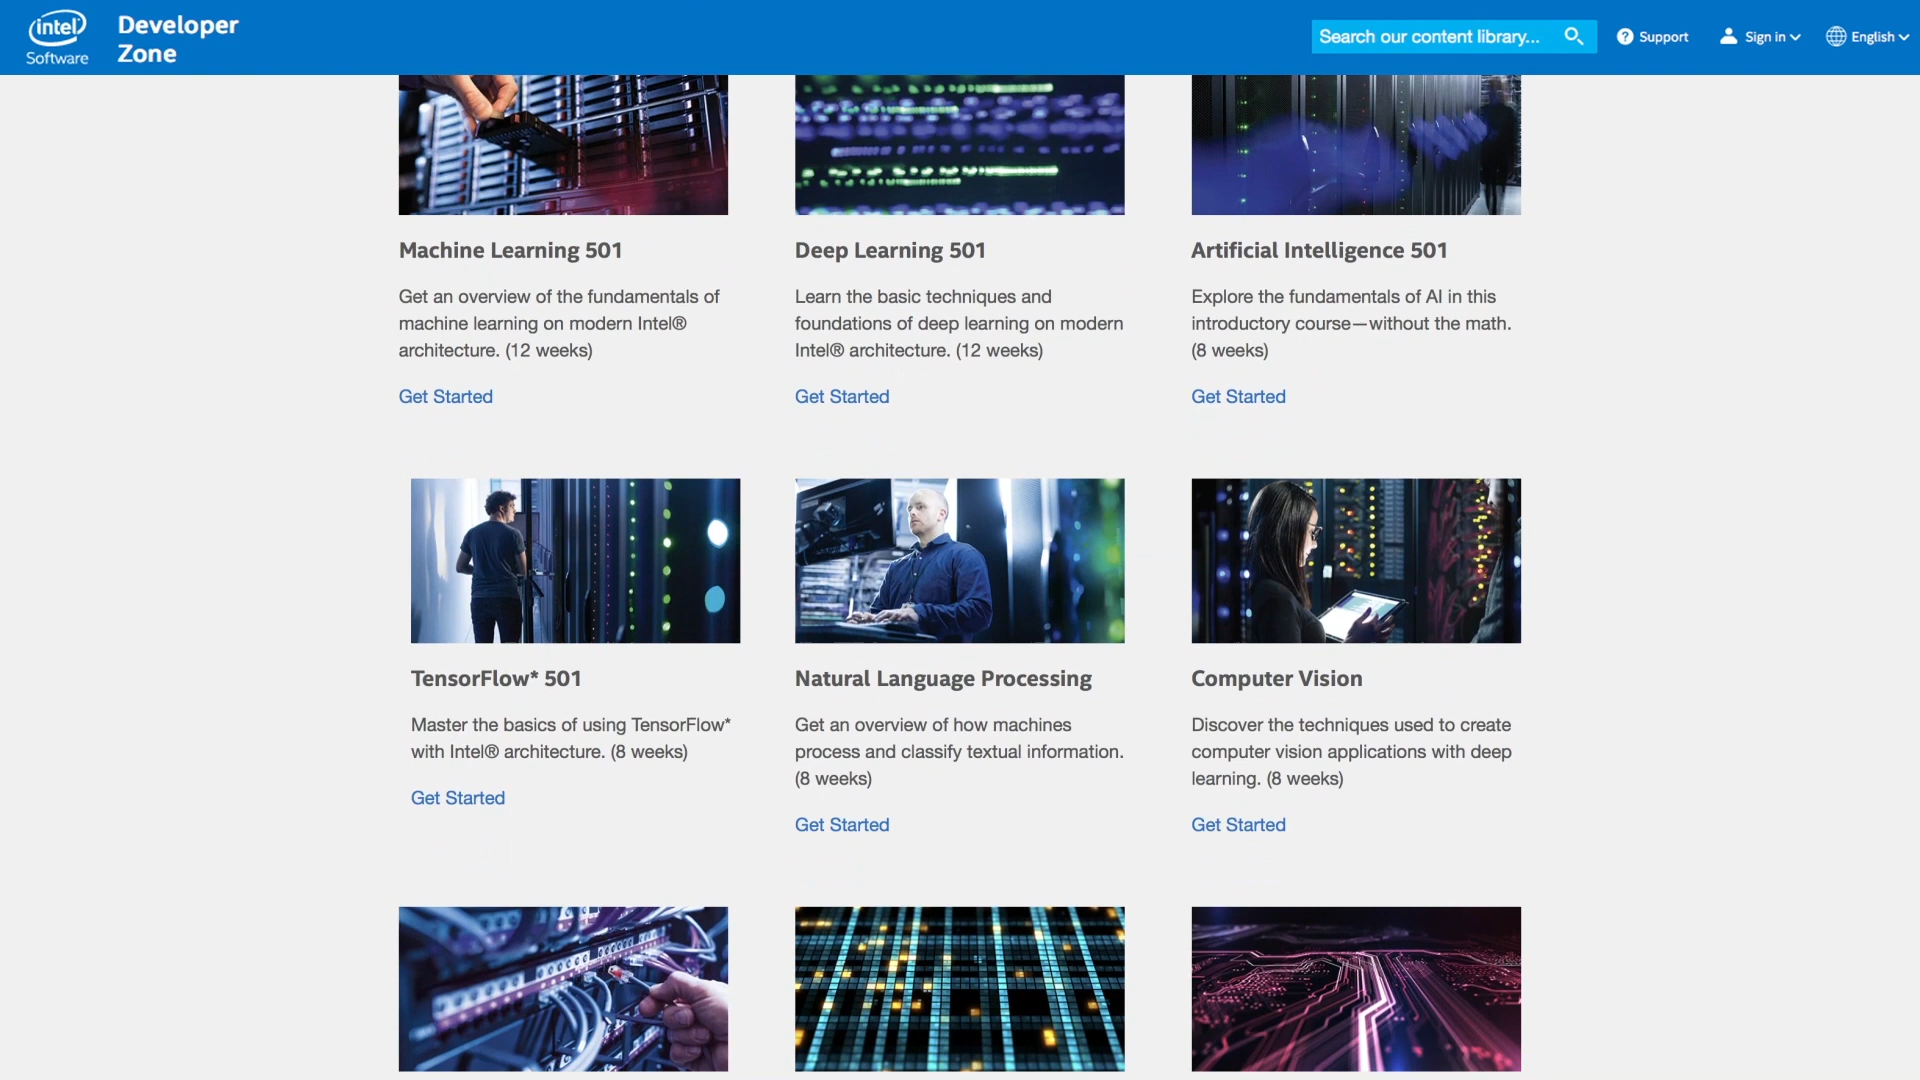 intel
Software
Developer
Zone
Search our content library...
Support
Sign in
English
Machine Learning 501
Get an overview of the fundamentals of
machine learning on modern Intel®
architecture. (12 weeks)
Get Started
Deep Learning 501
Learn the basic techniques and
foundations of deep learning on modern
Intel® architecture. (12 weeks)
Get Started
Artificial Intelligence 501
Explore the fundamentals of AI in this
introductory course—without the math.
(8 weeks)
Get Started
TensorFlow* 501
Master the basics of using TensorFlow*
with Intel® architecture. (8 weeks)
Get Started
Natural Language Processing
Get an overview of how machines
process and classify textual information.
(8 weeks)
Get Started
Computer Vision
Discover the techniques used to create
computer vision applications with deep
learning. (8 weeks)
Get Started